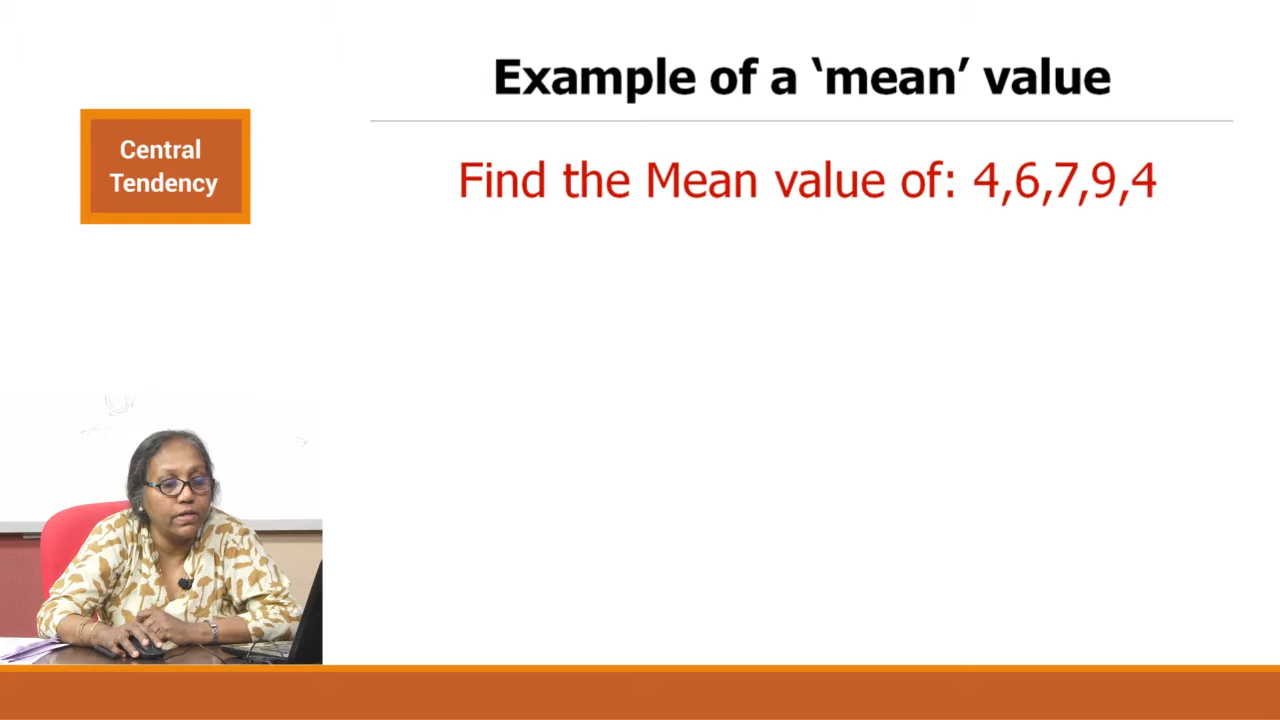 Example of a ‘mean’ value
Central
Tendency
Find the Mean value of: 4,6,7,9,4